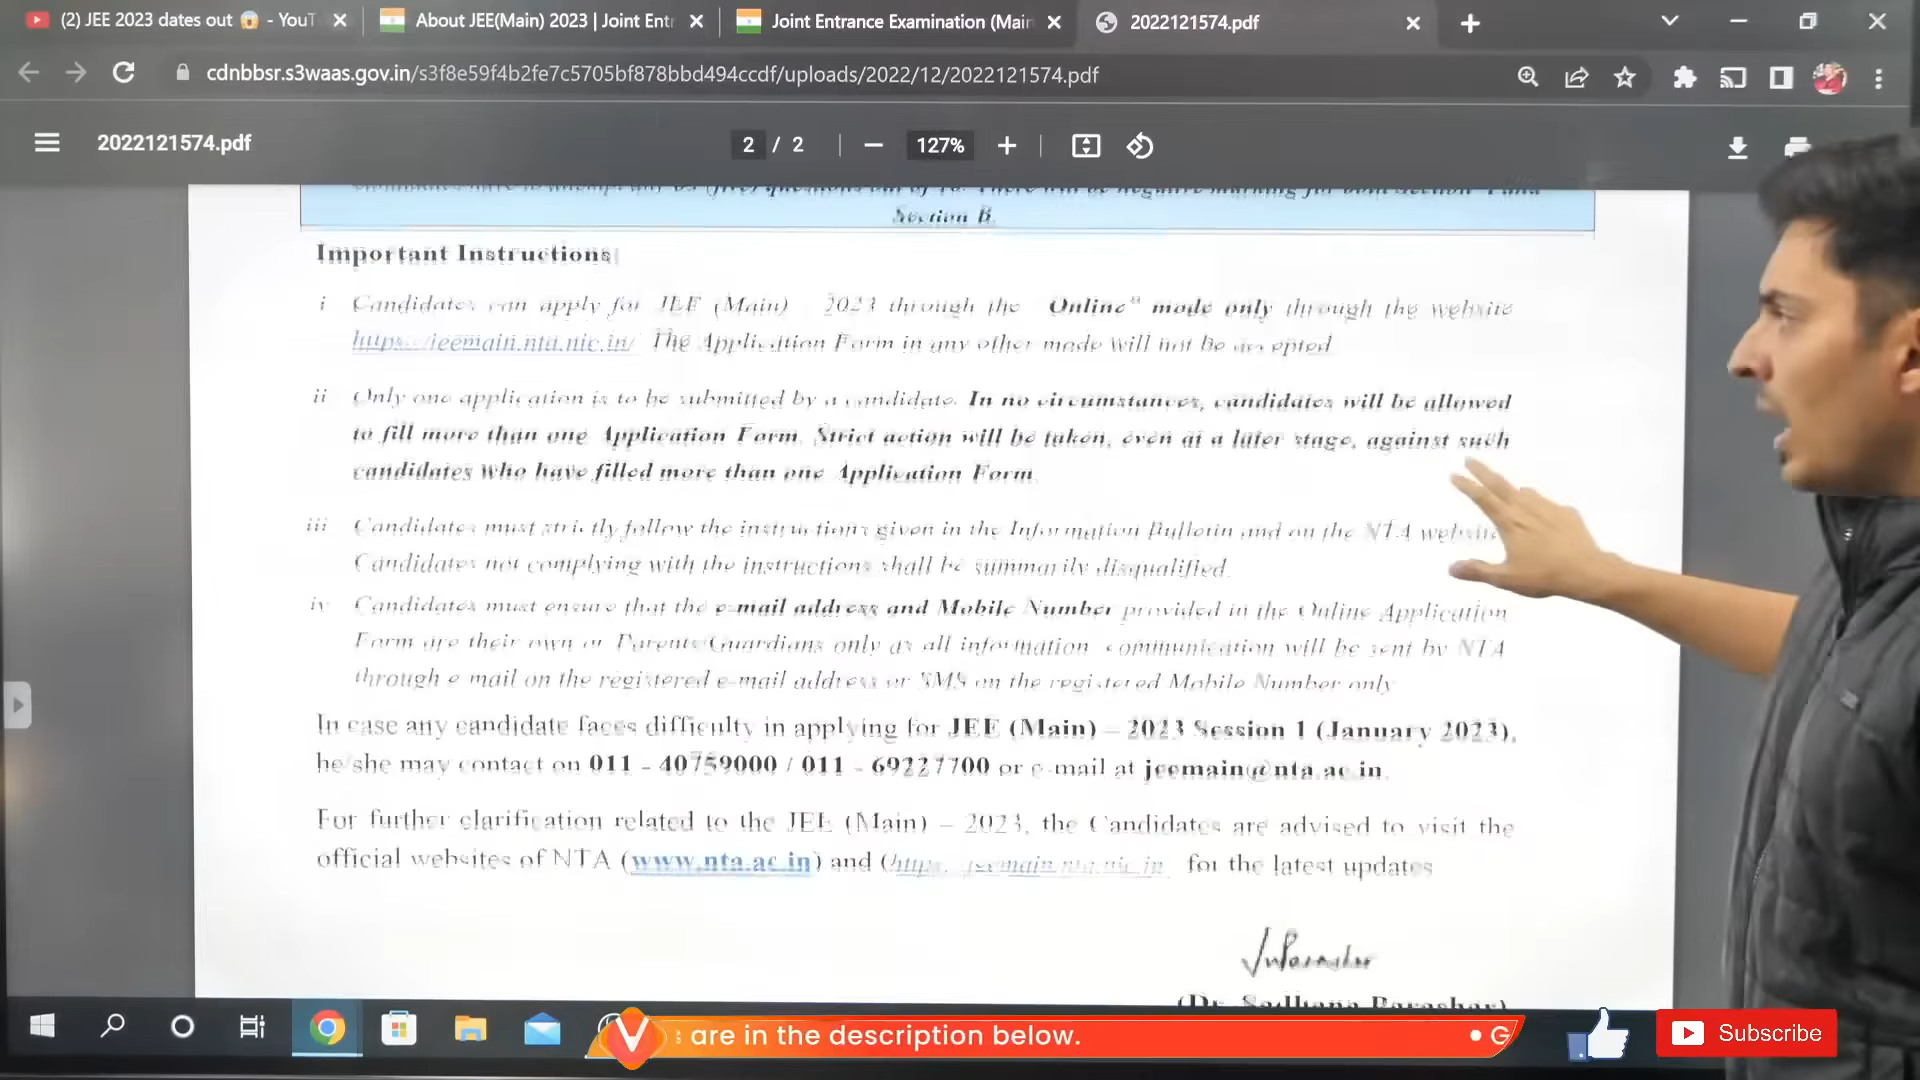 (2) JEE 2023 dates out 😱 - YouT
About JEE(Main) 2023 | Joint Entr
Joint Entrance Examination (Main
2022121574.pdf
cdnbbsr.s3waas.gov.in/s3f8e59f4b2fe7c5705bf878bbd494ccdf/uploads/2022/12/2022121574.pdf
2022121574.pdf
2 / 2
127%
Section B.
Important Instructions:
i Candidates can apply for JEE (Main) - 2023 through the "Online" mode only through the website
https://jeemain.nta.nic.in/ The Application Form in any other mode will not be accepted
ii Only one application is to be submitted by a candidate. In no circumstances, candidates will be allowed
to fill more than one Application Form. Strict action will be taken, even at a later stage, against such
candidates who have filled more than one Application Form.
iii Candidates must strictly follow the instructions given in the Information Bulletin and on the NTA website
Candidates not complying with the instructions shall be summarily disqualified.
iv Candidates must ensure that the e-mail address and Mobile Number provided in the Online Application
Form are their own or Parents/Guardians only as all information communication will be sent by NTA
through e-mail on the registered e-mail address or SMS on the registered Mobile Number only
In case any candidate faces difficulty in applying for JEE (Main) – 2023 Session 1 (January 2023),
he/she may contact on 011 - 40759000 / 011 - 69227700 or e-mail at jeemain@nta.ac.in.
For further clarification related to the JEE (Main) – 2023, the Candidates are advised to visit the
official websites of NTA (www.nta.ac.in) and (https://jeemain.nta.nic.in for the latest updates
(Dr. Sadhana Parashar)
V
are in the description below.
• G
Subscribe